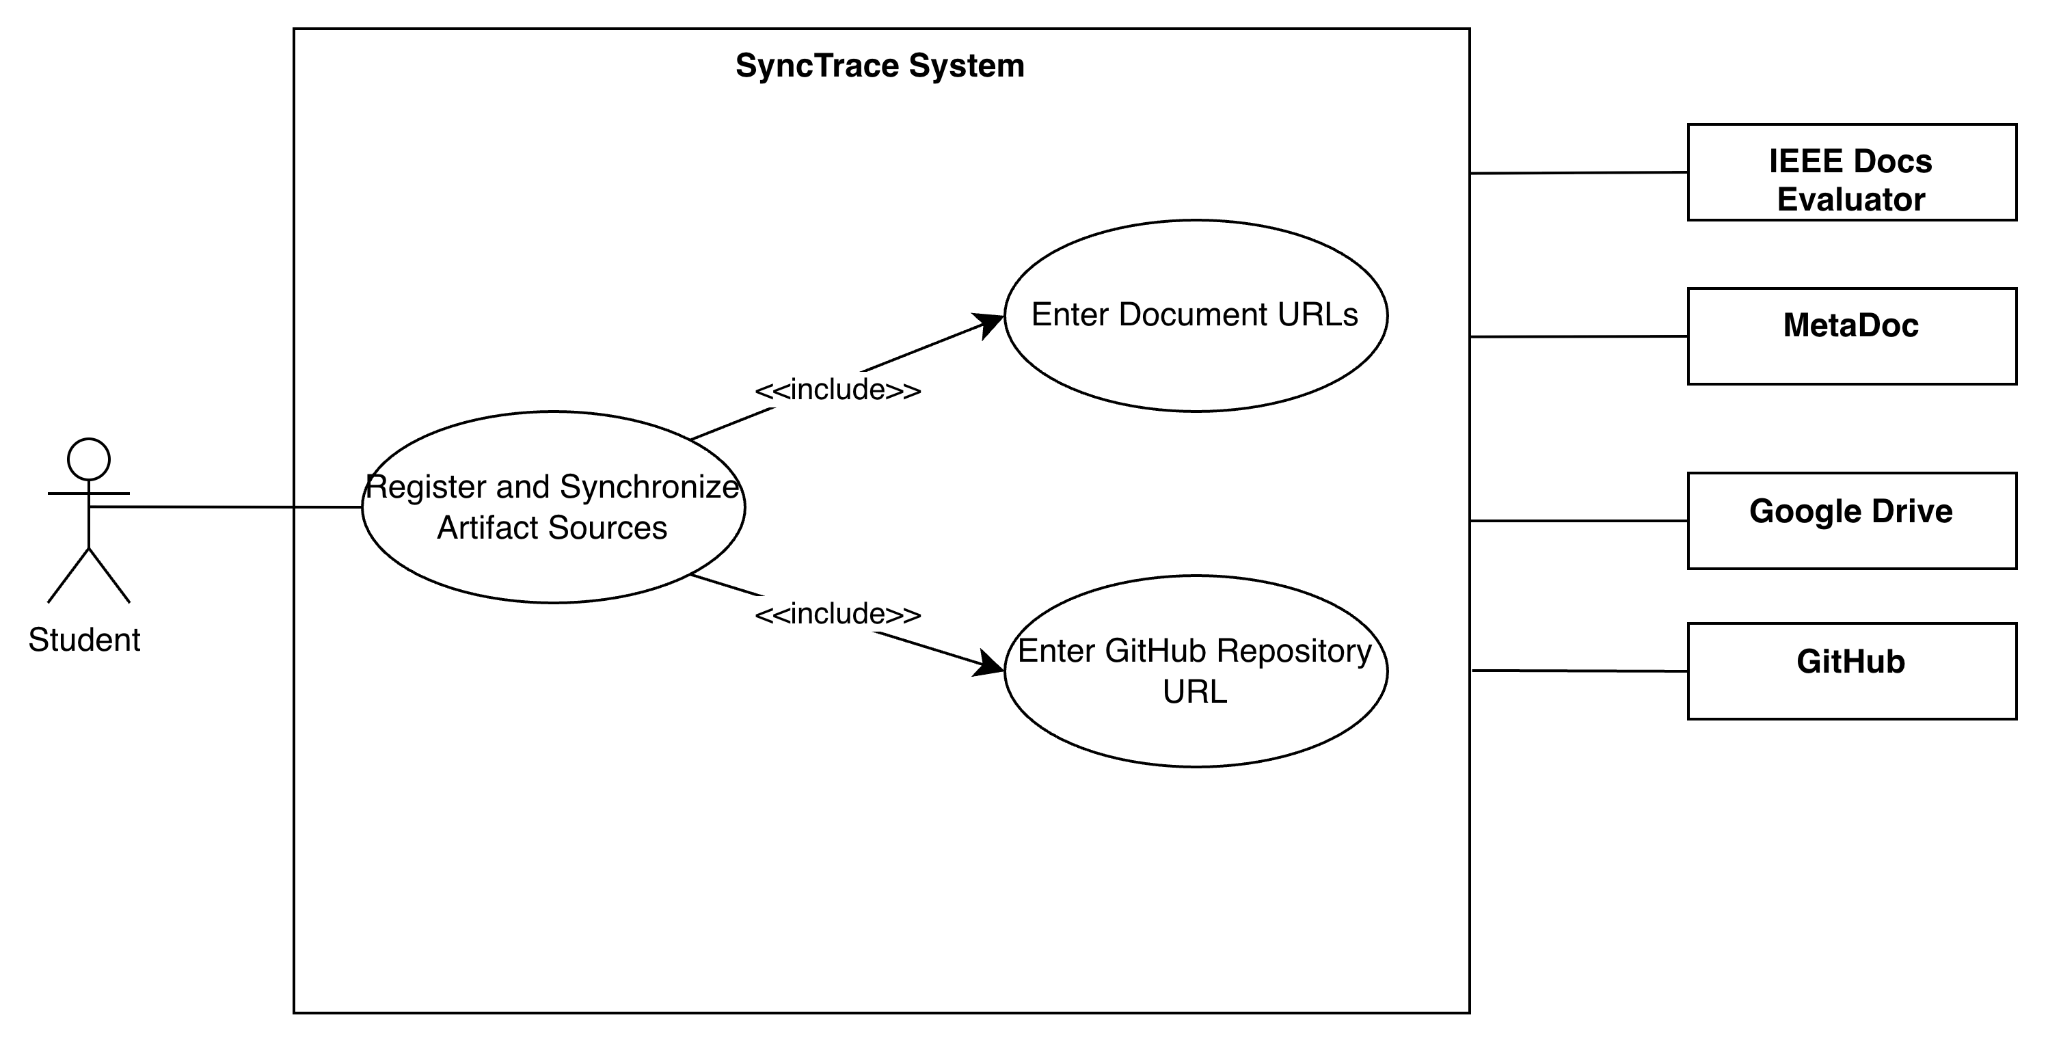 SyncTrace System
IEEE Docs
Evaluator
Enter Document URLs
MetaDoc
<<include>>
Register and Synchronize
Artifact Sources
Google Drive
<<include>>
Student
Enter GitHub Repository
URL
GitHub